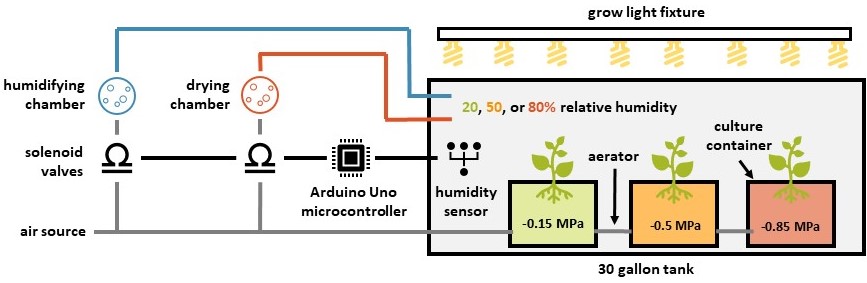 grow light fixture
humidifying
chamber
drying
chamber
20, 50, or 80% relative humidity
culture
container
solenoid
valves
aerator
Arduino Uno
microcontroller
humidity
sensor
-0.15 MPa
-0.5 MPa
-0.85 MPa
air source
30 gallon tank